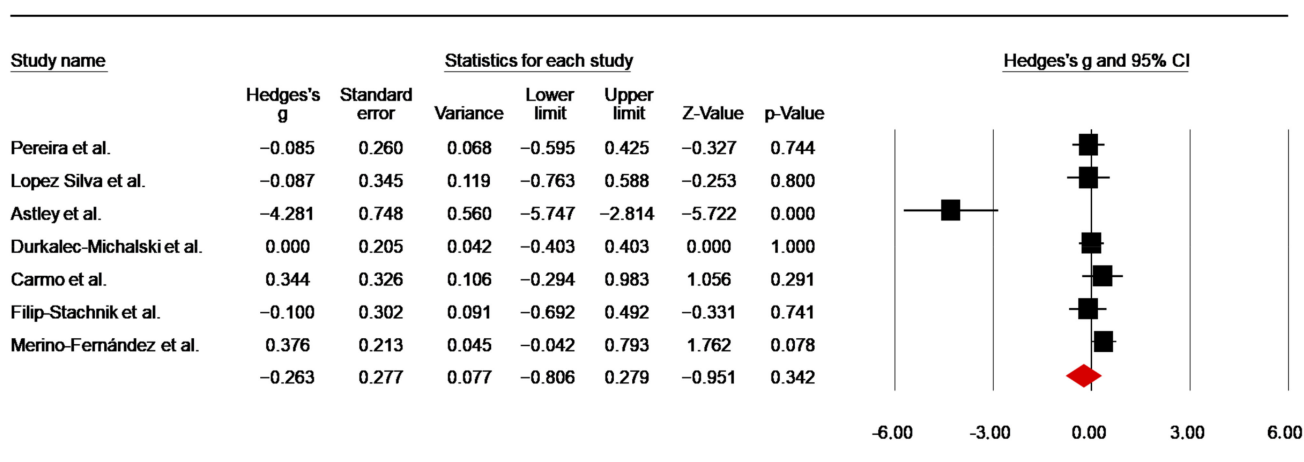 Study name Statistics for each study Hedges's g and 95% CI
Hedges's g Standard error Variance Lower limit Upper limit Z-Value p-Value
Pereira et al. −0.085 0.260 0.068 −0.595 0.425 −0.327 0.744
Lopez Silva et al. −0.087 0.345 0.119 −0.763 0.588 −0.253 0.800
Astley et al. −4.281 0.748 0.560 −5.747 −2.814 −5.722 0.000
Durkalec-Michalski et al. 0.000 0.205 0.042 −0.403 0.403 0.000 1.000
Carmo et al. 0.344 0.326 0.106 −0.294 0.983 1.056 0.291
Filip-Stachnik et al. −0.100 0.302 0.091 −0.692 0.492 −0.331 0.741
Merino-Fernández et al. 0.376 0.213 0.045 −0.042 0.793 1.762 0.078
−0.263 0.277 0.077 −0.806 0.279 −0.951 0.342
−6.00 −3.00 0.00 3.00 6.00